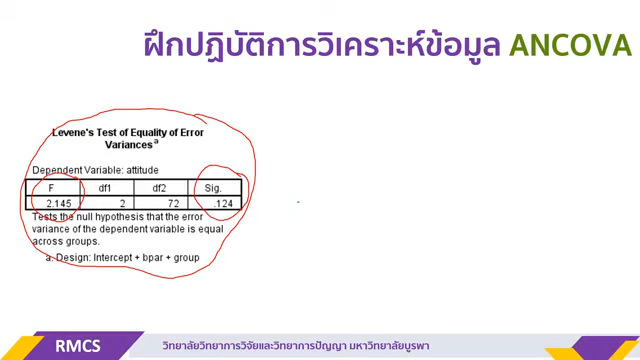 ฝึกปฏิบัติการวิเคราะห์ข้อมูล ANCOVA
Levene's Test of Equality of Error
Variancesa
Dependent Variable: attitude
F df1 df2 Sig.
2.145 2 72 .124
Tests the null hypothesis that the error
variance of the dependent variable is equal
across groups.
a. Design: Intercept + bpar + group
RMCS วิทยาลัยวิทยาการวิจัยและวิทยาการปัญญา มหาวิทยาลัยบูรพา